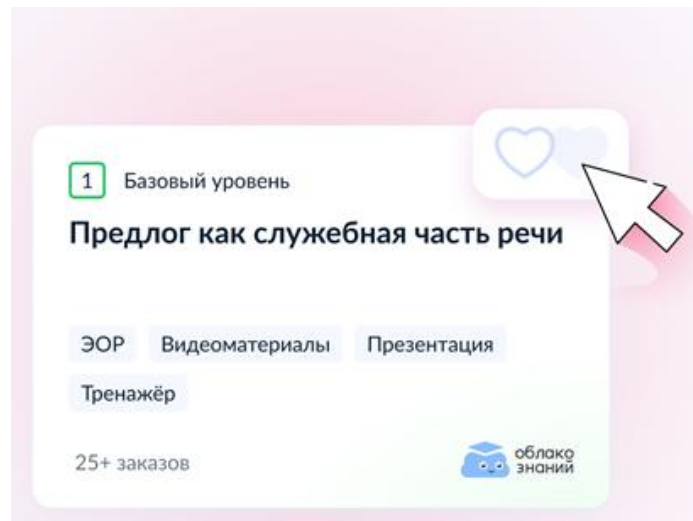 1 Базовый уровень
Предлог как служебная часть речи
ЭОР Видеоматериалы Презентация
Тренажёр
25+ заказов
облако
знаний